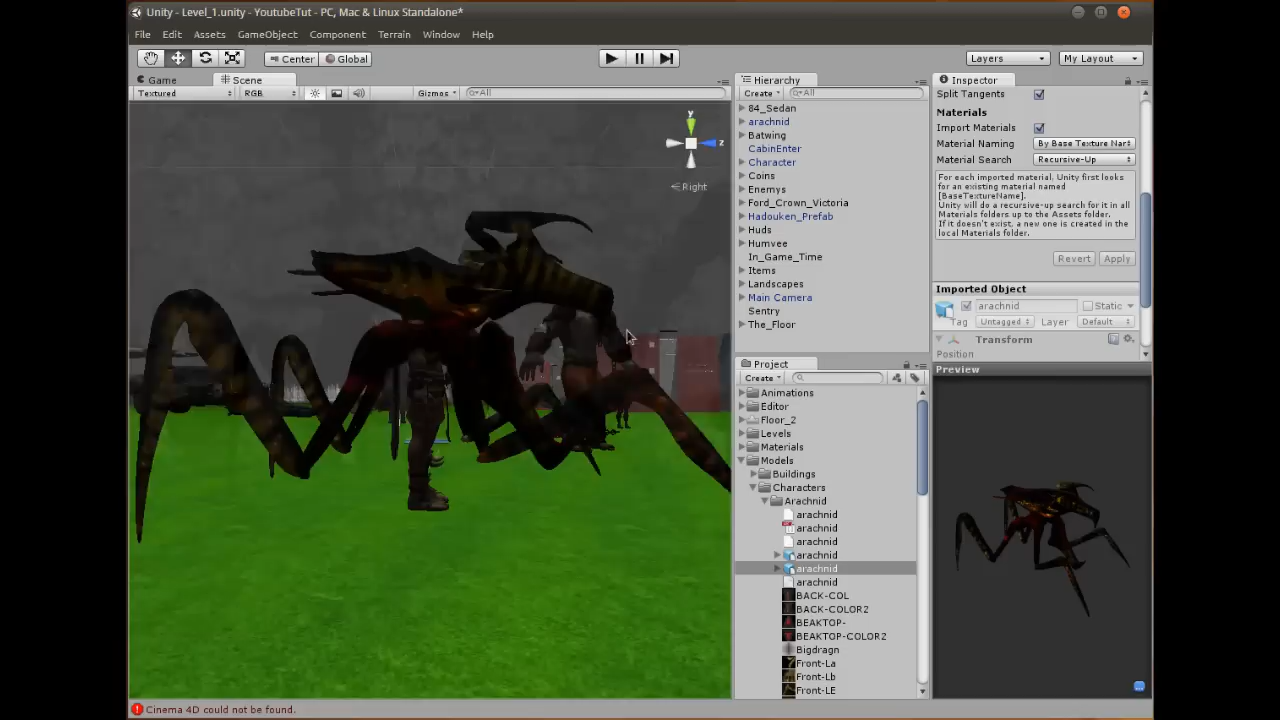 Unity - Level_1.unity - YoutubeTut - PC, Mac & Linux Standalone*
File Edit Assets GameObject Component Terrain Window Help
Center Global Layers My Layout
Game Scene
Textured RGB Gizmos All
y
z
Right
Hierarchy
Create All
84_Sedan
arachnid
Batwing
CabinEnter
Character
Coins
Enemys
Ford_Crown_Victoria
Hadouken_Prefab
Huds
Humvee
In_Game_Time
Items
Landscapes
Main Camera
Sentry
The_Floor
Project
Create
Animations
Editor
Floor_2
Levels
Materials
Models
Buildings
Characters
Arachnid
arachnid
arachnid
arachnid
arachnid
arachnid
arachnid
BACK-COL
BACK-COLOR2
BEAKTOP-
BEAKTOP-COLOR2
Bigdragn
Front-La
Front-Lb
Front-LE
Inspector
Split Tangents
Materials
Import Materials
Material Naming By Base Texture Nar
Material Search Recursive-Up
For each imported material, Unity first looks
for an existing material named
[BaseTextureName].
Unity will do a recursive-up search for it in all
Materials folders up to the Assets folder.
If it doesn't exist, a new one is created in the
local Materials folder.
Revert Apply
Imported Object
arachnid Static
Tag Untagged Layer Default
Transform
Position
Preview
Cinema 4D could not be found.